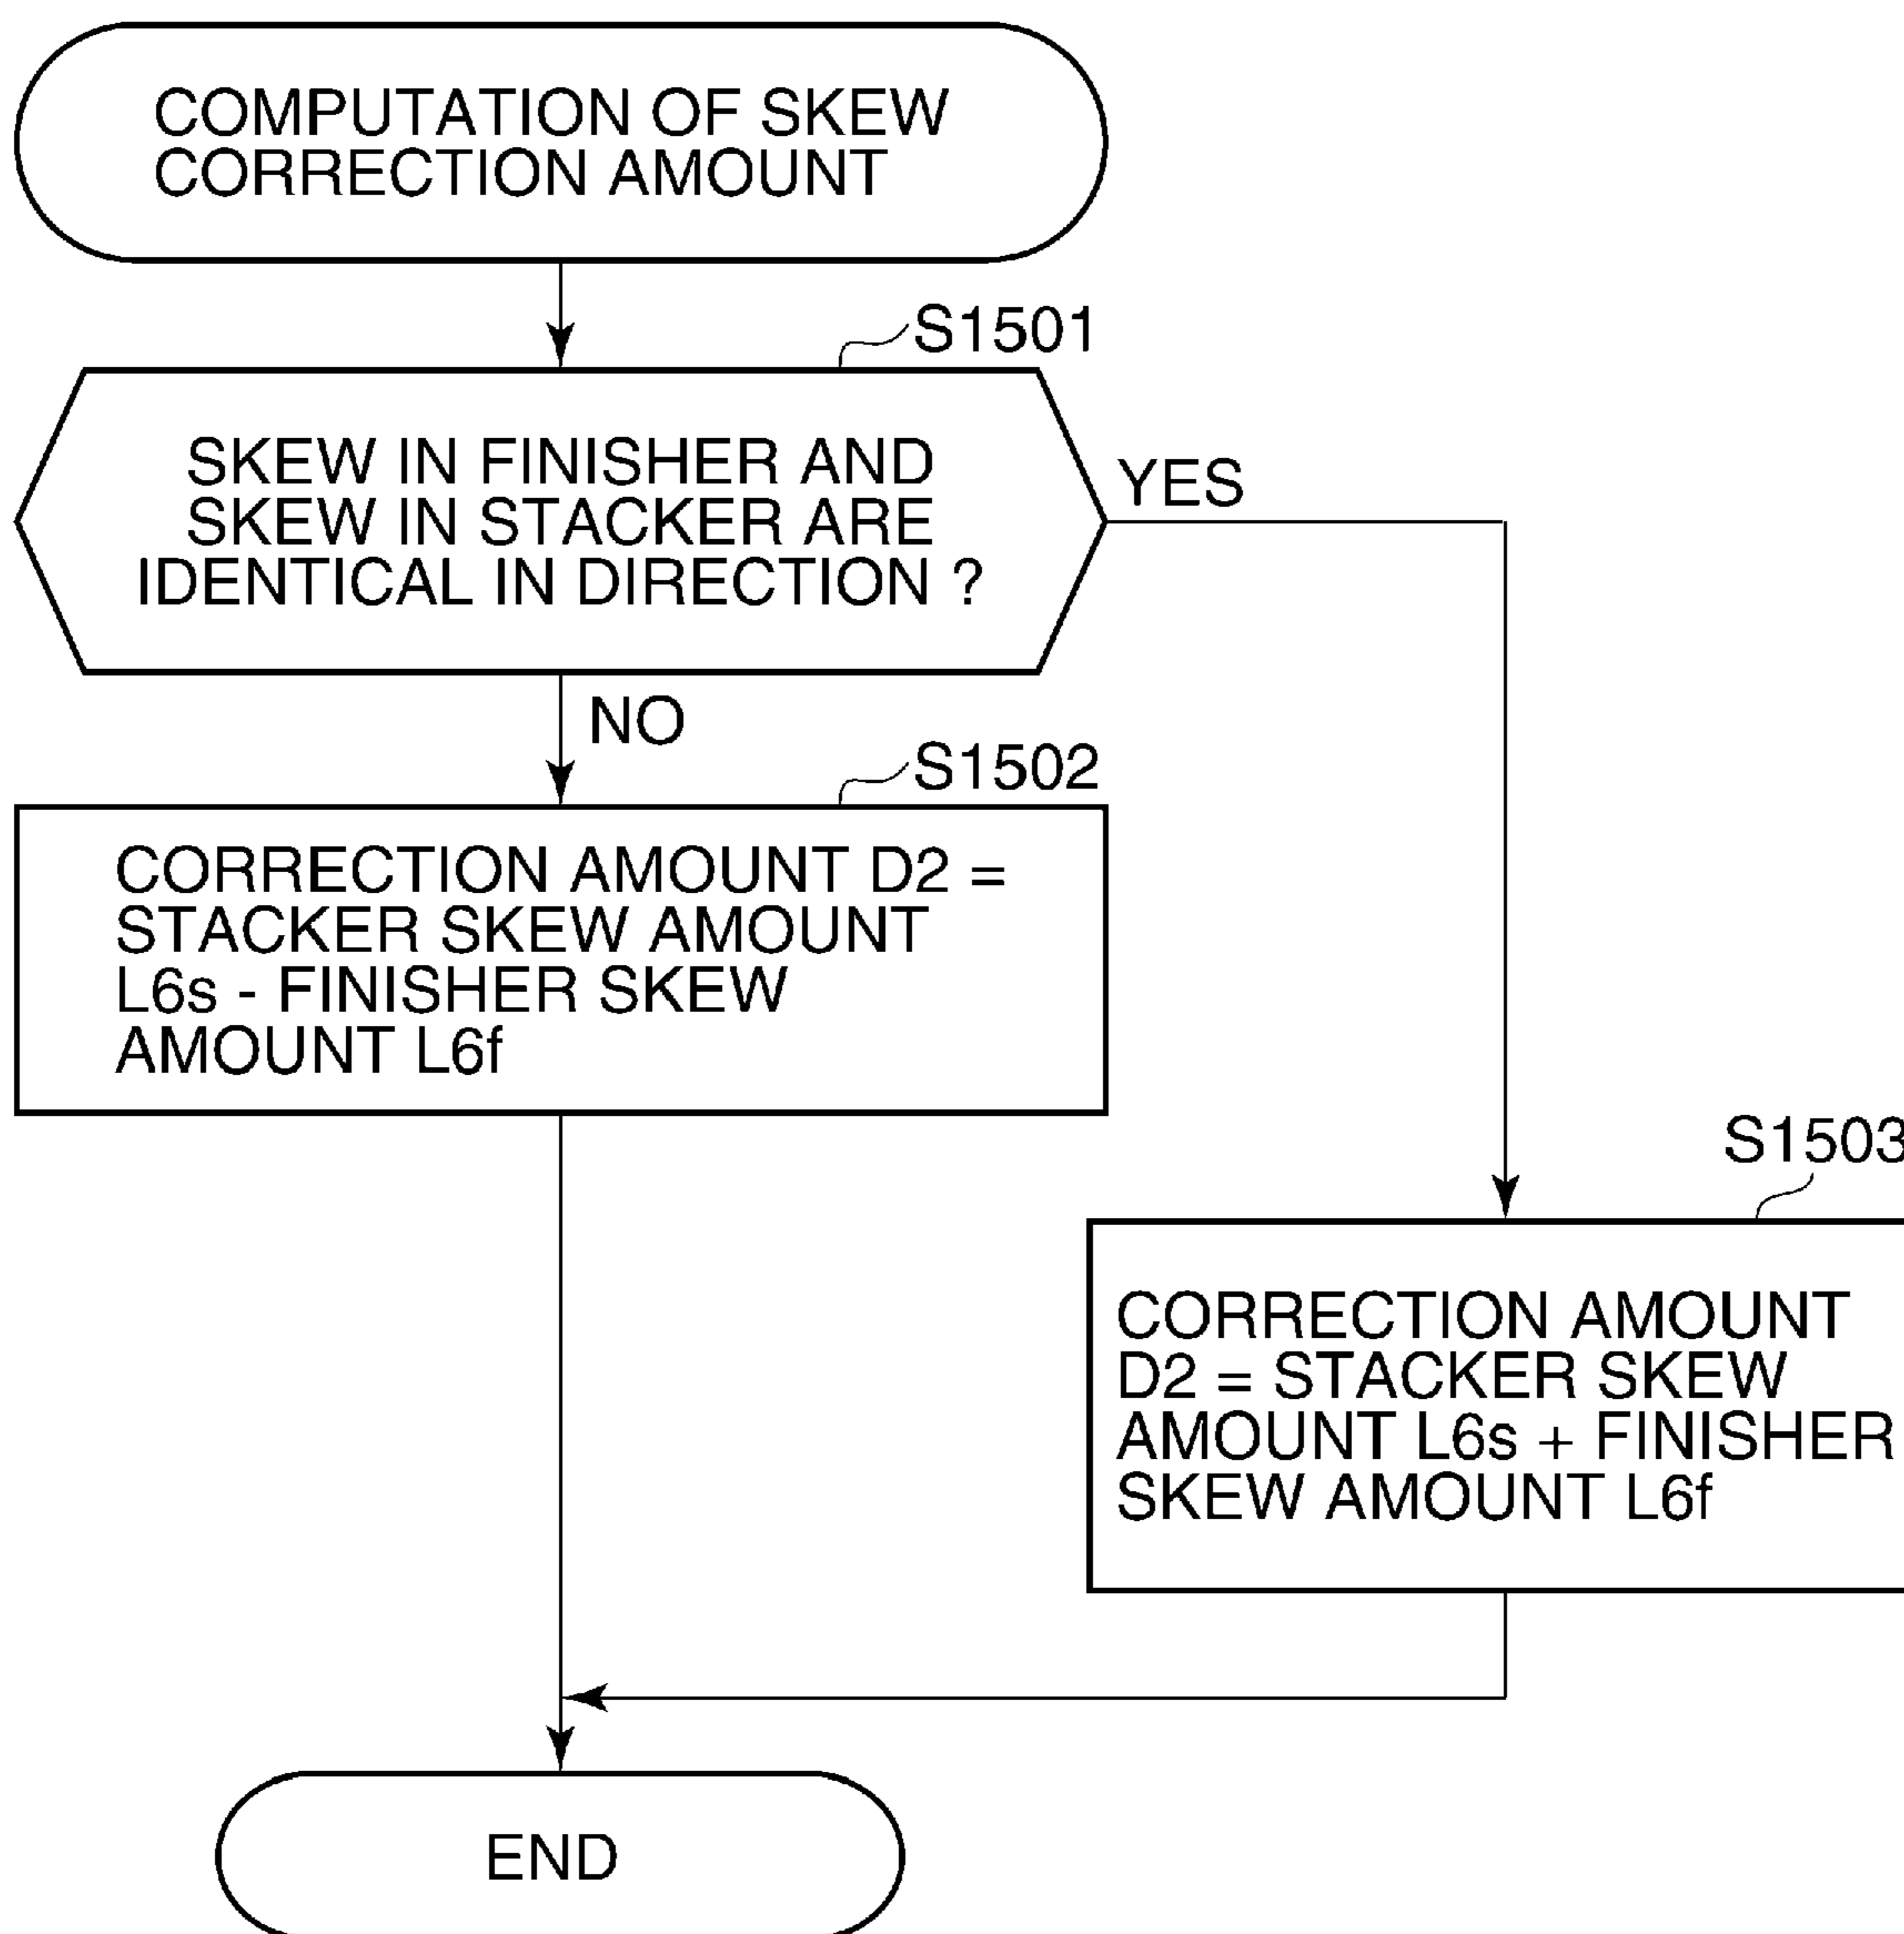 COMPUTATION OF SKEW
CORRECTION AMOUNT
S1501
SKEW IN FINISHER AND
SKEW IN STACKER ARE
IDENTICAL IN DIRECTION ?
YES
NO
S1502
CORRECTION AMOUNT D2 =
STACKER SKEW AMOUNT
L6s - FINISHER SKEW
AMOUNT L6f
S1503
CORRECTION AMOUNT
D2 = STACKER SKEW
AMOUNT L6s + FINISHER
SKEW AMOUNT L6f
END